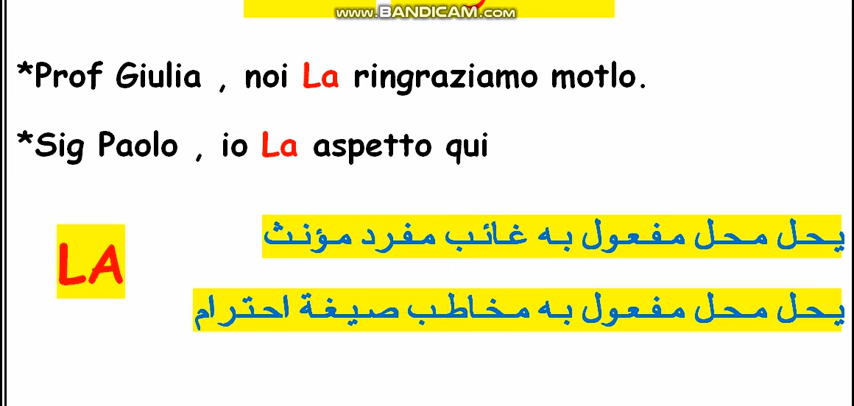 www.BANDICAM.com
*Prof Giulia , noi La ringraziamo motlo.
*Sig Paolo , io La aspetto qui
يحل محل مفعول به غائب مفرد مؤنث
LA
يحل محل مفعول به مخاطب صيغة احترام